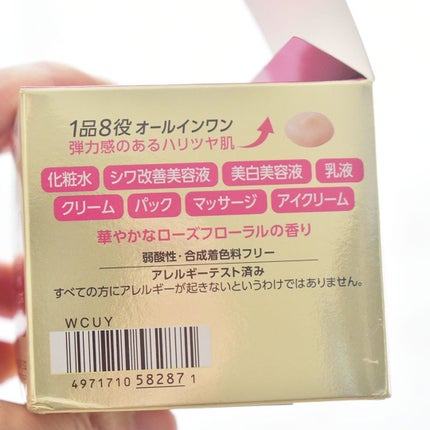 1品8役 オールインワン
弾力感のあるハリツヤ肌
化粧水 シワ改善美容液 美白美容液 乳液
クリーム パック マッサージ アイクリーム
華やかなローズフローラルの香り
弱酸性・合成着色料フリー
アレルギーテスト済み
すべての方にアレルギーが起きないというわけではありません。
WCUY
4971710 582871